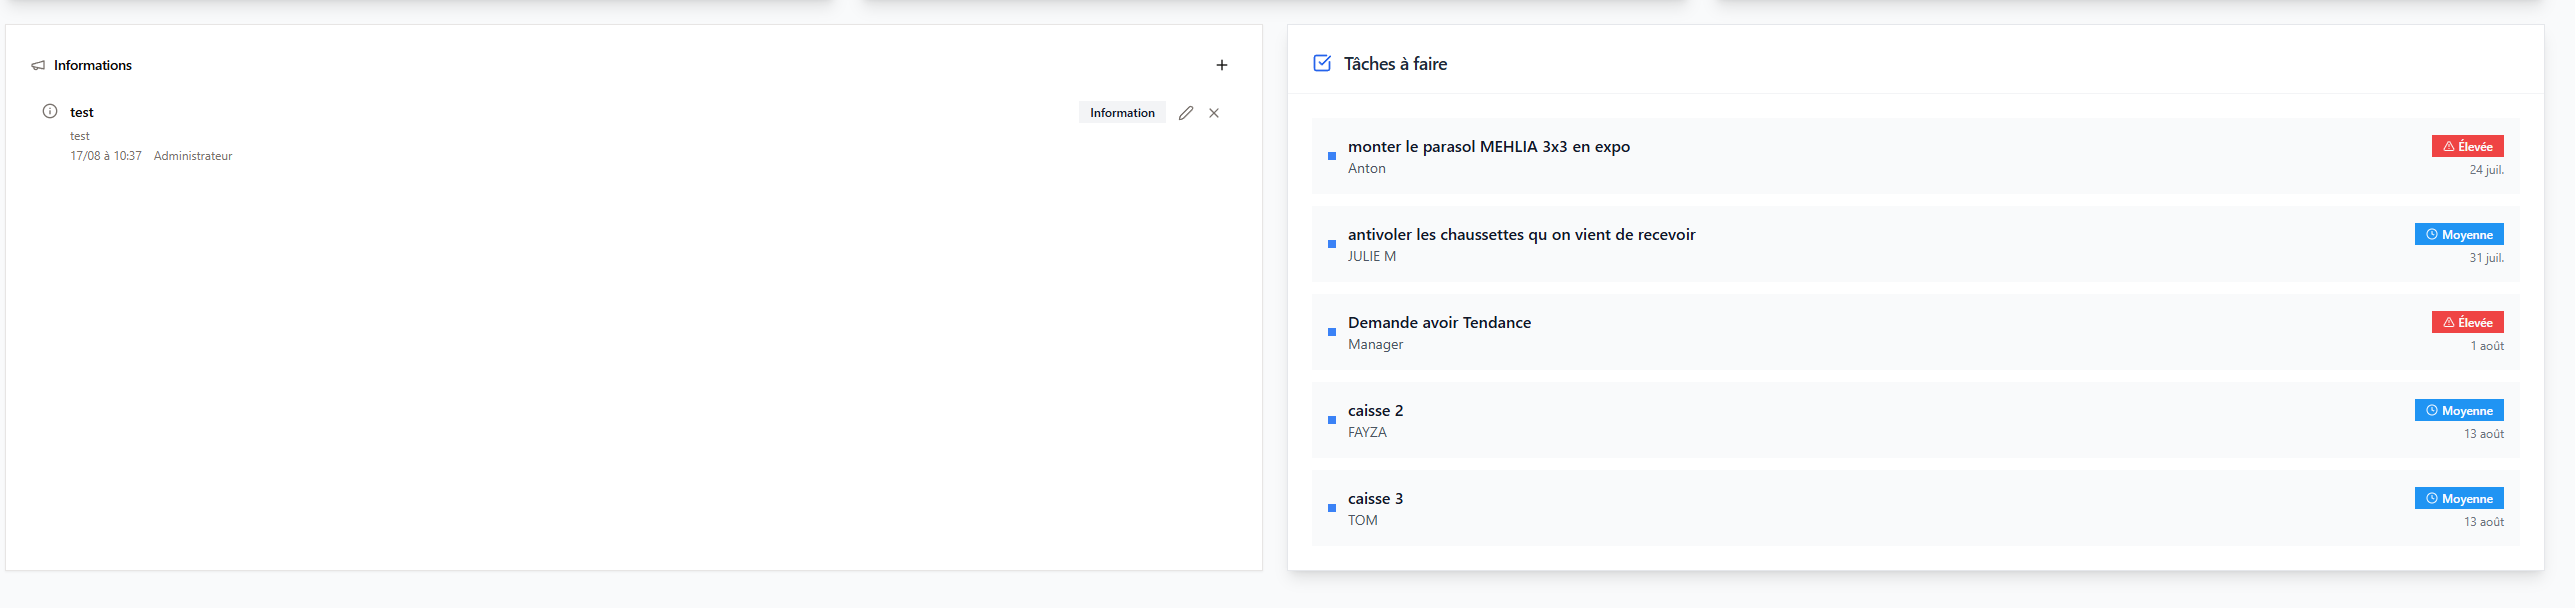 Informations
test
Information
test
17/08 à 10:37 Administrateur
Tâches à faire
monter le parasol MEHLIA 3x3 en expo
Élevée
Anton
24 juil.
antivoler les chaussettes qu on vient de recevoir
Moyenne
JULIE M
31 juil.
Demande avoir Tendance
Élevée
Manager
1 août
caisse 2
Moyenne
FAYZA
13 août
caisse 3
Moyenne
TOM
13 août